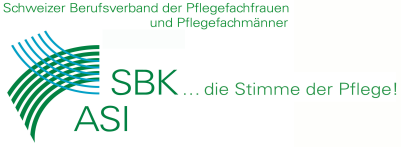 Schweizer Berufsverband der Pflegefachfrauen
und Pflegefachmänner
SBK ... die Stimme der Pflege!
ASI